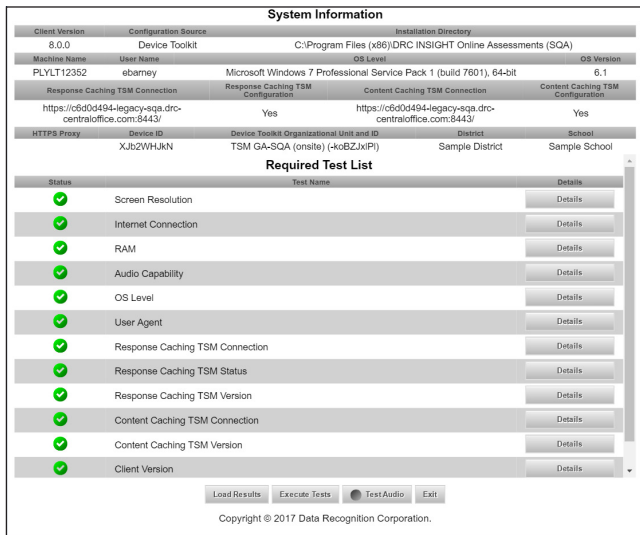 System Information
Client Version Configuration Source Installation Directory
8.0.0 Device Toolkit C:\Program Files (x86)\DRC INSIGHT Online Assessments (SQA)
Machine Name User Name OS Level OS Version
PLYLT12352 ebarney Microsoft Windows 7 Professional Service Pack 1 (build 7601), 64-bit 6.1
Response Caching TSM Connection Response Caching TSM Configuration Content Caching TSM Connection Content Caching TSM Configuration
https://c6d0d494-legacy-sqa.drc-centraloffice.com:8443/ Yes https://c6d0d494-legacy-sqa.drc-centraloffice.com:8443/ Yes
HTTPS Proxy Device ID Device Toolkit Organizational Unit and ID District School
XJb2WHJkN TSM GA-SQA (onsite) (-koBZJxlPl) Sample District Sample School
Required Test List
Status Test Name Details
Screen Resolution Details
Internet Connection Details
RAM Details
Audio Capability Details
OS Level Details
User Agent Details
Response Caching TSM Connection Details
Response Caching TSM Status Details
Response Caching TSM Version Details
Content Caching TSM Connection Details
Content Caching TSM Version Details
Client Version Details
Load Results Execute Tests Test Audio Exit
Copyright © 2017 Data Recognition Corporation.